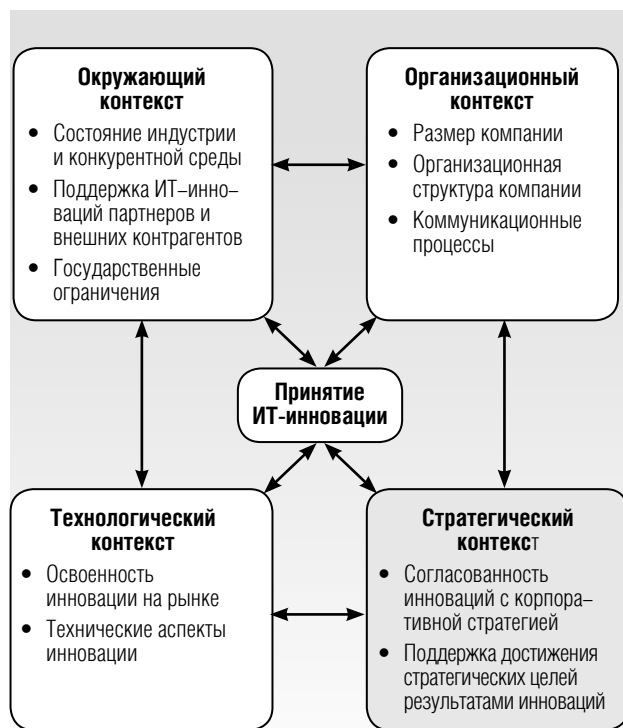 Окружающий
контекст
• Состояние индустрии
и конкурентной среды
• Поддержка ИТ–инно–
ваций партнеров и
внешних контрагентов
• Государственные
ограничения
Организационный
контекст
• Размер компании
• Организационная
структура компании
• Коммуникационные
процессы
Принятие
ИТ-инновации
Технологический
контекст
• Освоенность
инновации на рынке
• Технические аспекты
инновации
Стратегический
контекст
• Согласованность
инноваций с корпора–
тивной стратегией
• Поддержка достижения
стратегических целей
результатами инноваций